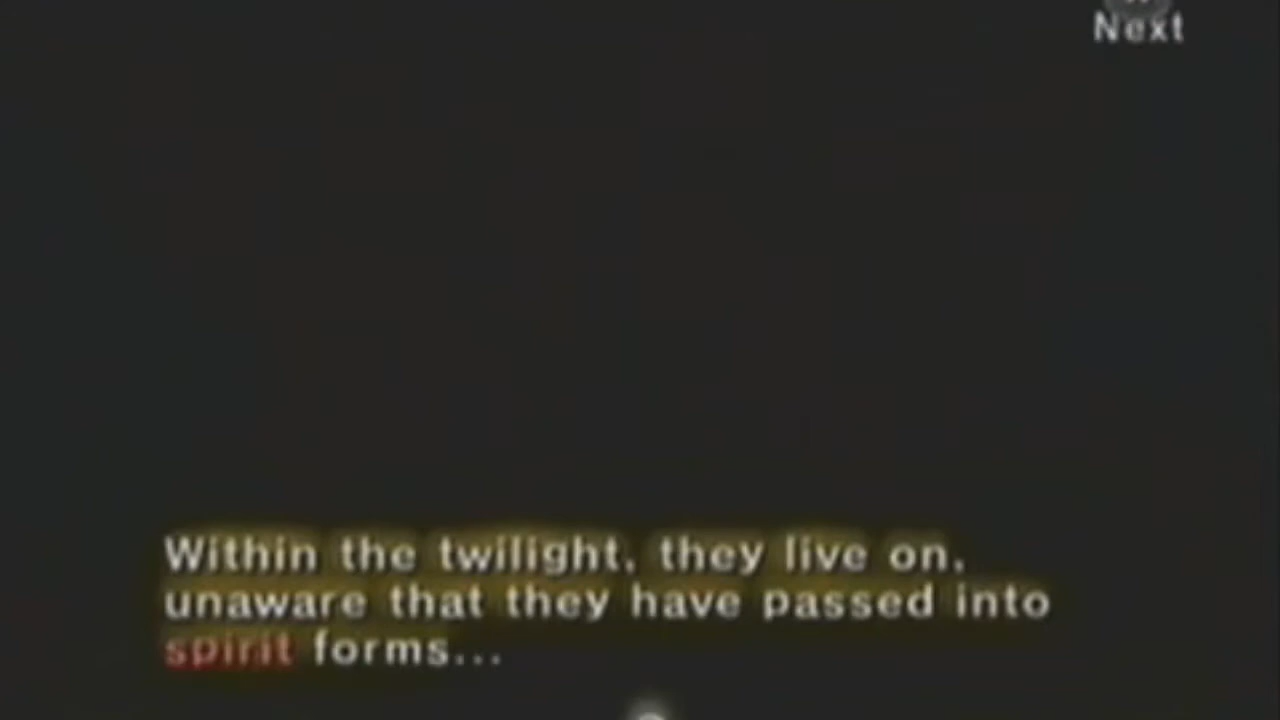 Next
Within the twilight, they live on,
unaware that they have passed into
spirit forms...